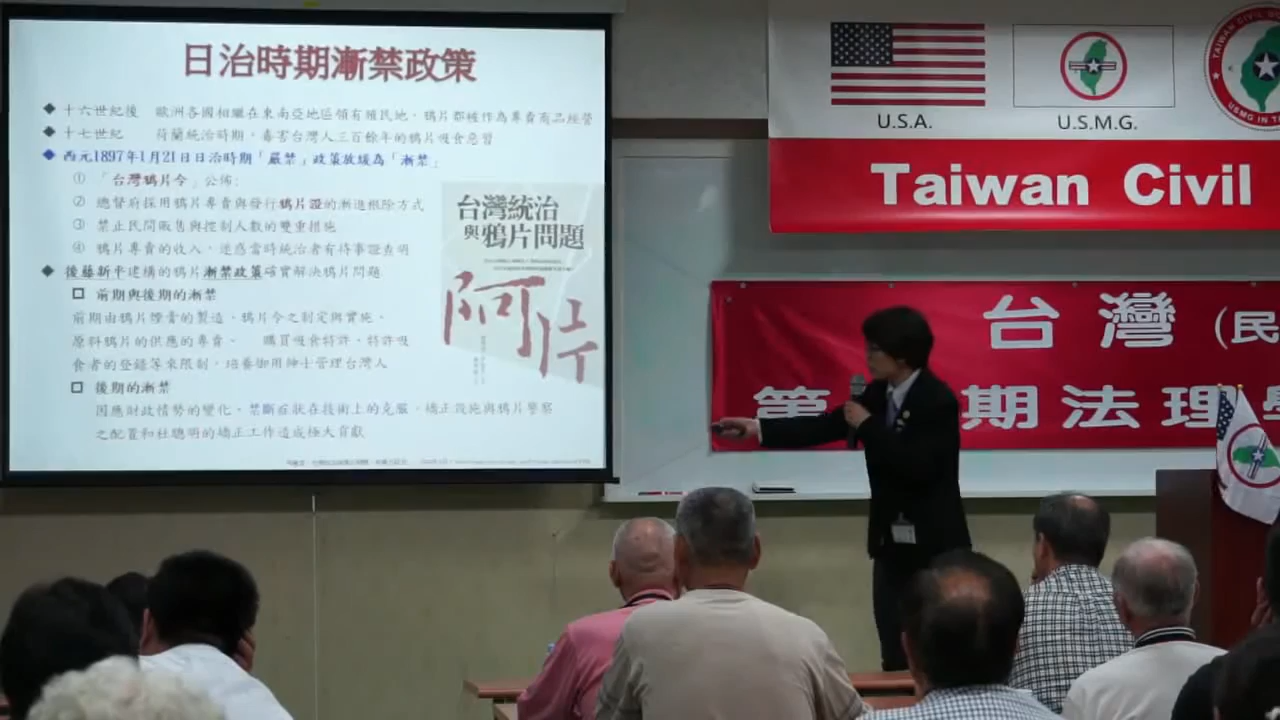 日治時期漸禁政策
◆ 十六世紀後 歐洲各國相繼在東南亞地區領有殖民地，鴉片都被作為專賣商品經營
◆ 十七世紀 荷蘭統治時期，毒害台灣人三百餘年的鴉片吸食惡習
◆ 西元1897年1月21日日治時期「嚴禁」政策放緩為「漸禁」
① 「台灣鴉片令」公佈:
② 總督府採用鴉片專賣與發行鴉片證的漸進根除方式
③ 禁止民間販售與控制人數的雙重措施
④ 鴉片專賣的收入，迷惑當時統治者有待事證查明
◆ 後藤新平建構的鴉片漸禁政策確實解決鴉片問題
□ 前期與後期的漸禁
前期由鴉片煙膏的製造、鴉片令之制定與實施、
原料鴉片的供應的專賣、 購買吸食特許、特許吸
食者的登錄等來限制，培養御用紳士管理台灣人
□ 後期的漸禁
因應財政情勢的變化、禁斷症狀在技術上的克服、矯正設施與鴉片警察
之配置和杜聰明的矯正工作造成極大貢獻
台灣統治
與鴉片問題
阿片
U.S.A.
U.S.M.G.
TAIWAN CIVIL
USMG IN
Taiwan Civil
台灣(民
第 期法理學